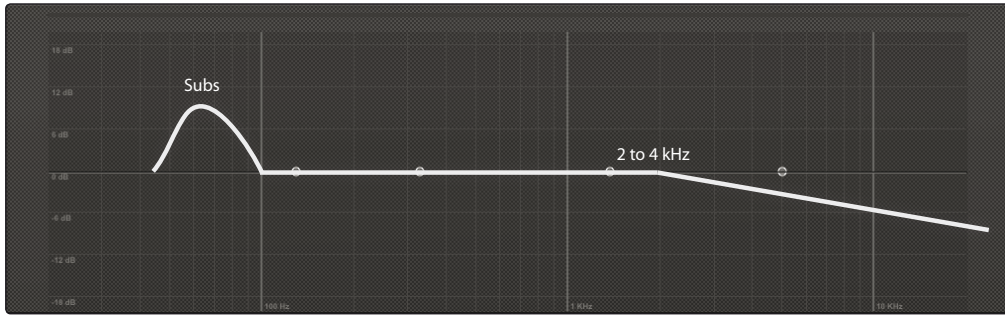 18 dB
Subs
12 dB
6 dB
2 to 4 kHz
0 dB
-6 dB
-12 dB
-18 dB
100 Hz
1 KHz
10 KHz